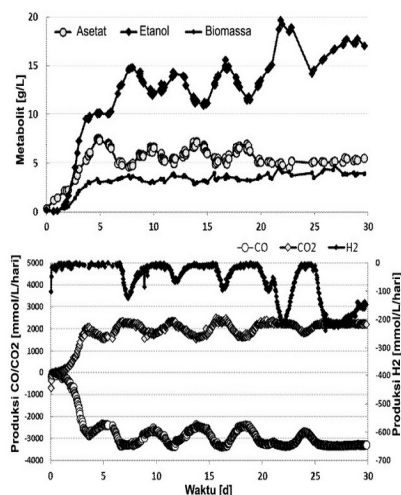 Asetat Etanol Biomassa
Metabolit [g/L]
20
15
10
5
0
0 5 10 15 20 25 30
CO CO2 H2
Produksi CO/CO2 [mmol/L/hari]
5000
4000
3000
2000
1000
0
-1000
-2000
-3000
-4000
0
-100
-200
-300
-400
-500
-600
-700
Produksi H2 [mmol/L/hari]
0 5 10 15 20 25 30
Waktu [d]